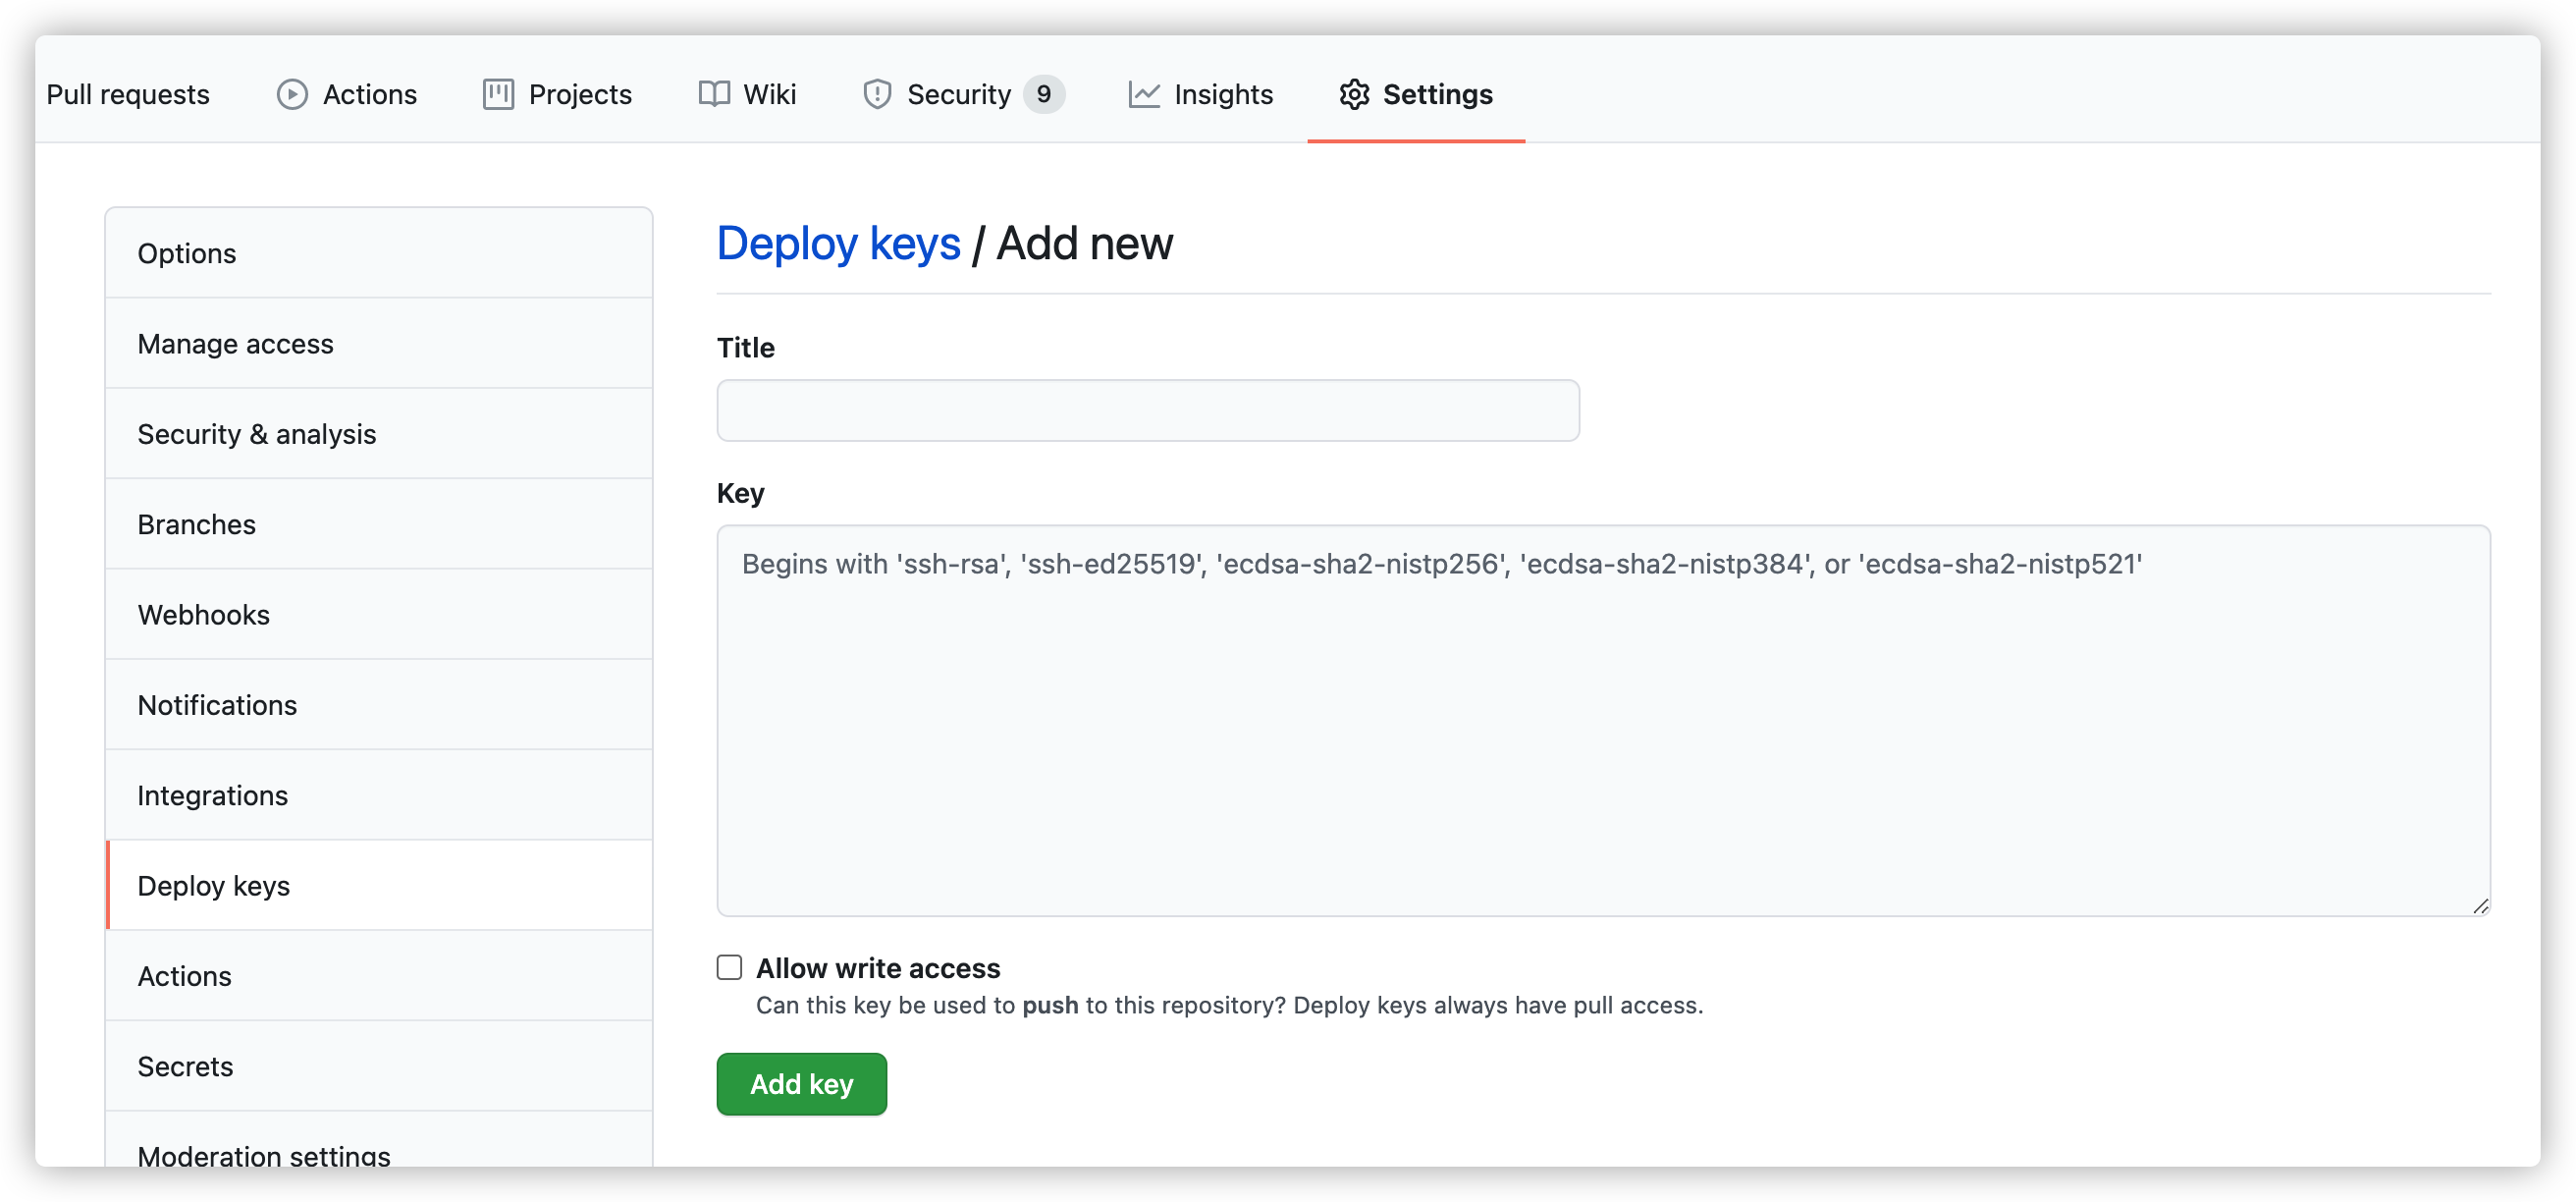 Pull requests Actions Projects Wiki Security 9 Insights Settings
Options
Manage access
Security & analysis
Branches
Webhooks
Notifications
Integrations
Deploy keys
Actions
Secrets
Moderation settings
Deploy keys / Add new
Title
Key
Begins with 'ssh-rsa', 'ssh-ed25519', 'ecdsa-sha2-nistp256', 'ecdsa-sha2-nistp384', or 'ecdsa-sha2-nistp521'
Allow write access
Can this key be used to push to this repository? Deploy keys always have pull access.
Add key